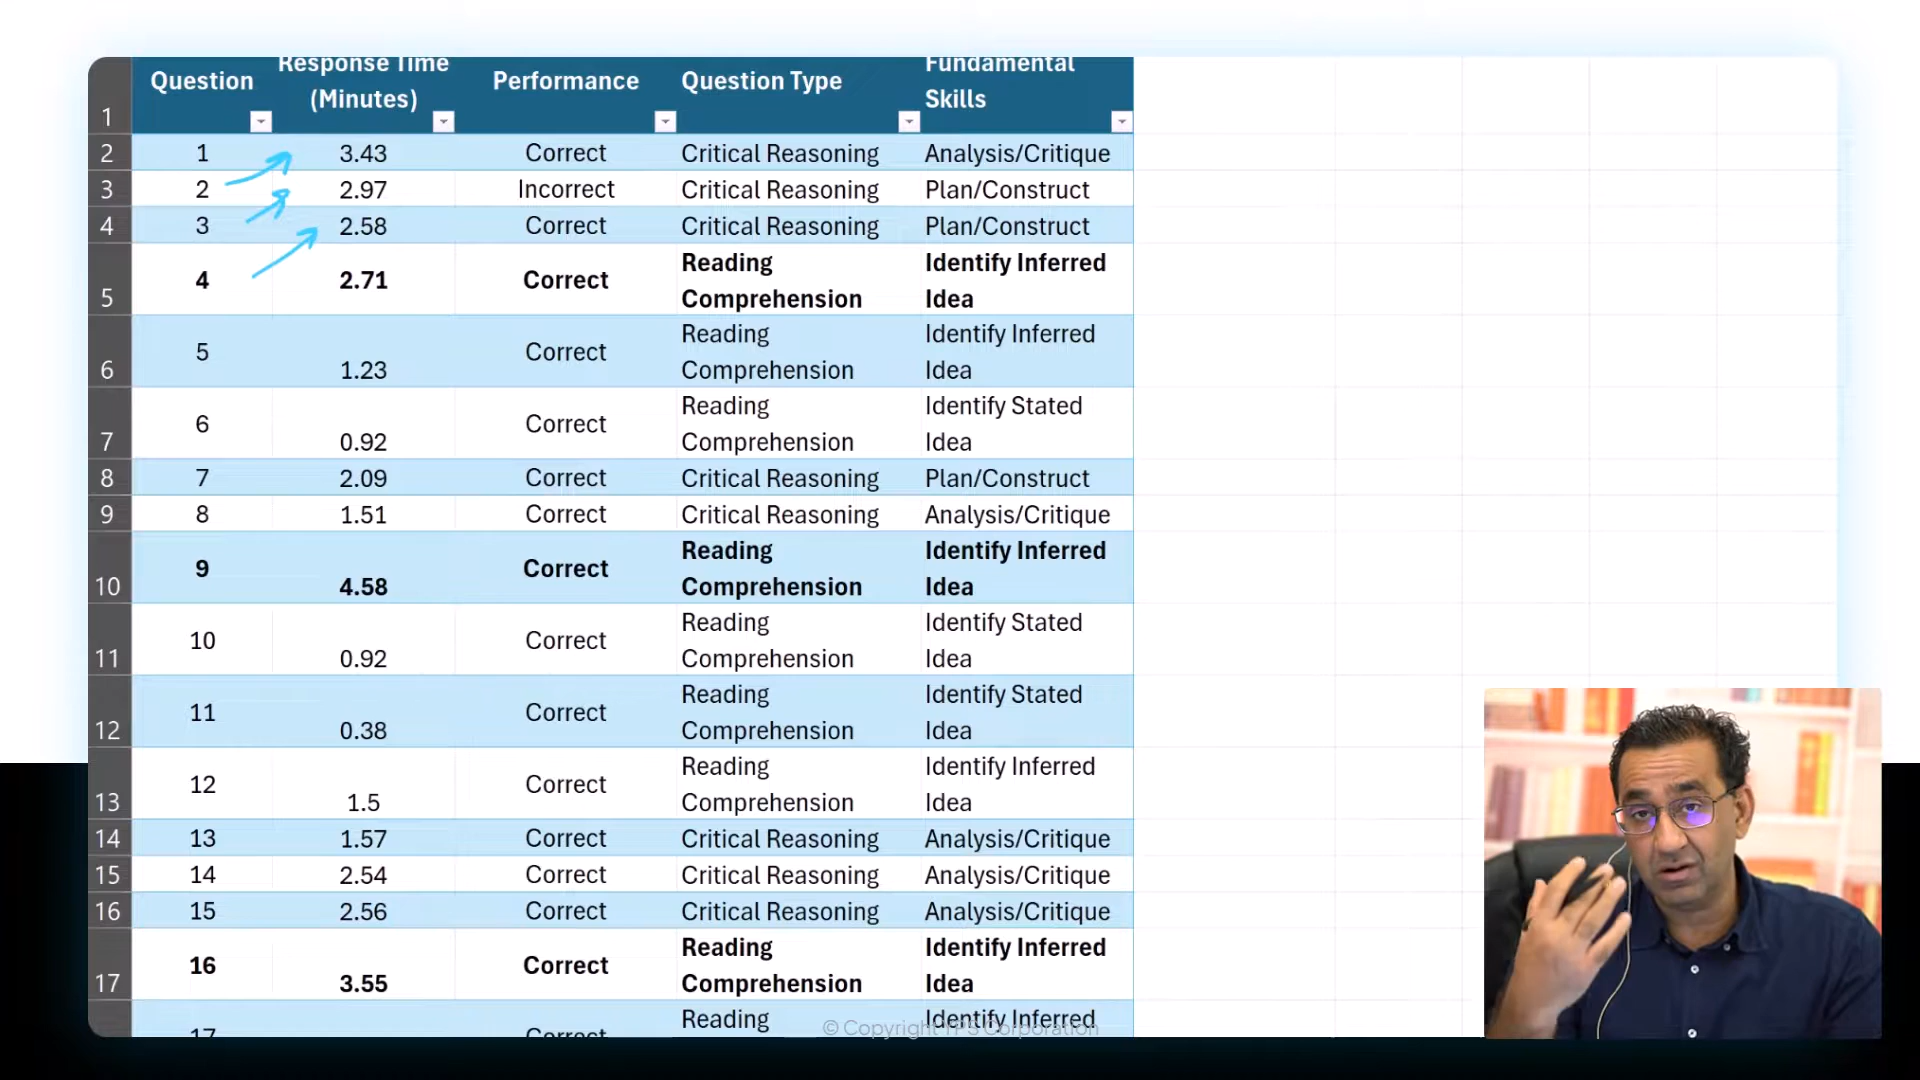 Question Response Time (Minutes) Performance Question Type Fundamental Skills
1
2 1 3.43 Correct Critical Reasoning Analysis/Critique
3 2 2.97 Incorrect Critical Reasoning Plan/Construct
4 3 2.58 Correct Critical Reasoning Plan/Construct
5 4 2.71 Correct Reading Comprehension Identify Inferred Idea
6 5 1.23 Correct Reading Comprehension Identify Inferred Idea
7 6 0.92 Correct Reading Comprehension Identify Stated Idea
8 7 2.09 Correct Critical Reasoning Plan/Construct
9 8 1.51 Correct Critical Reasoning Analysis/Critique
10 9 4.58 Correct Reading Comprehension Identify Inferred Idea
11 10 0.92 Correct Reading Comprehension Identify Stated Idea
12 11 0.38 Correct Reading Comprehension Identify Stated Idea
13 12 1.5 Correct Reading Comprehension Identify Inferred Idea
14 13 1.57 Correct Critical Reasoning Analysis/Critique
15 14 2.54 Correct Critical Reasoning Analysis/Critique
16 15 2.56 Correct Critical Reasoning Analysis/Critique
17 16 3.55 Correct Reading Comprehension Identify Inferred Idea
17 Correct Reading Identify Inferred
© Copyright YPS Corporation